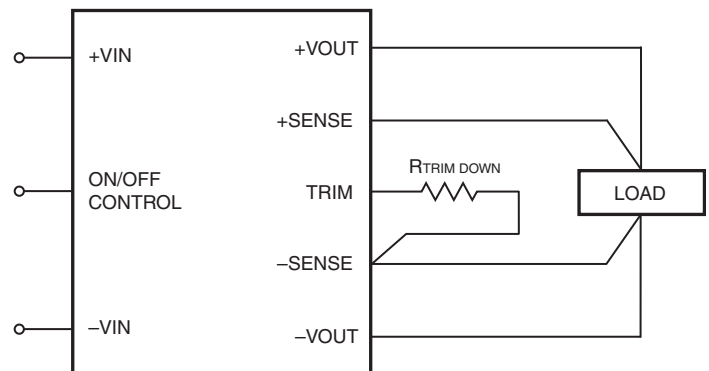 +VIN
ON/OFF
CONTROL
–VIN
+VOUT
+SENSE
TRIM
–SENSE
–VOUT
RTRIM DOWN
LOAD